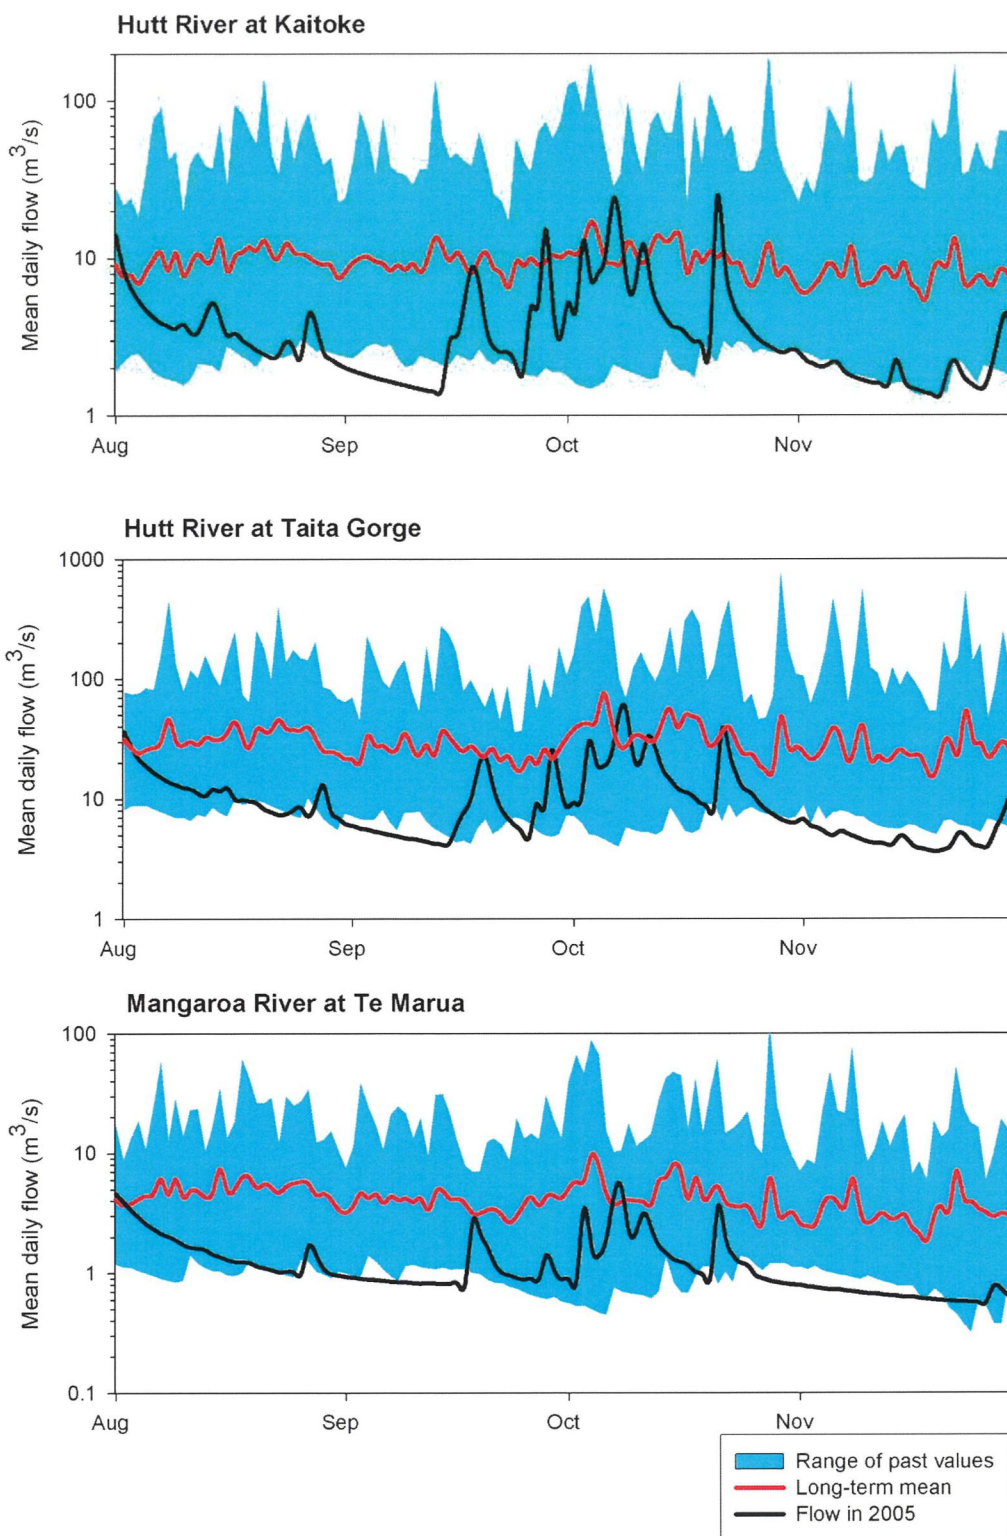 Hutt River at Kaitoke
Mean daily flow (m³/s)
100
10
1
Aug
Sep
Oct
Nov
Hutt River at Taita Gorge
Mean daily flow (m³/s)
1000
100
10
1
Aug
Sep
Oct
Nov
Mangaroa River at Te Marua
Mean daily flow (m³/s)
100
10
1
0.1
Aug
Sep
Oct
Nov
Range of past values
Long-term mean
Flow in 2005